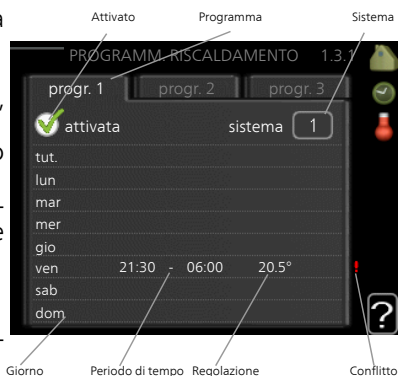 Attivato Programma Sistema
a
PROGRAMM. RISCALDAMENTO 1.3.1
progr. 1 progr. 2 progr. 3
,
attivata sistema 1
o
tut.
lun
-
mar
e
mer
gio
ven 21:30 - 06:00 20.5° !
sab
dom ?
-
Giorno Periodo di tempo Regolazione Conflitto